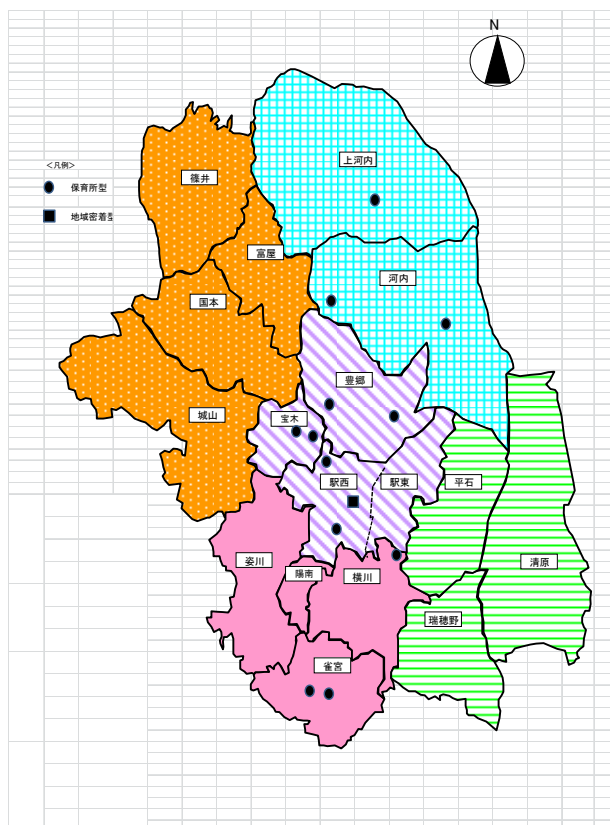 N
上河内
<凡例>
篠井
保育所型
地域密着型
富屋
河内
国本
豊郷
城山
宝木
駅西
駅東
平石
姿川
陽南
横川
清原
瑞穂野
雀宮